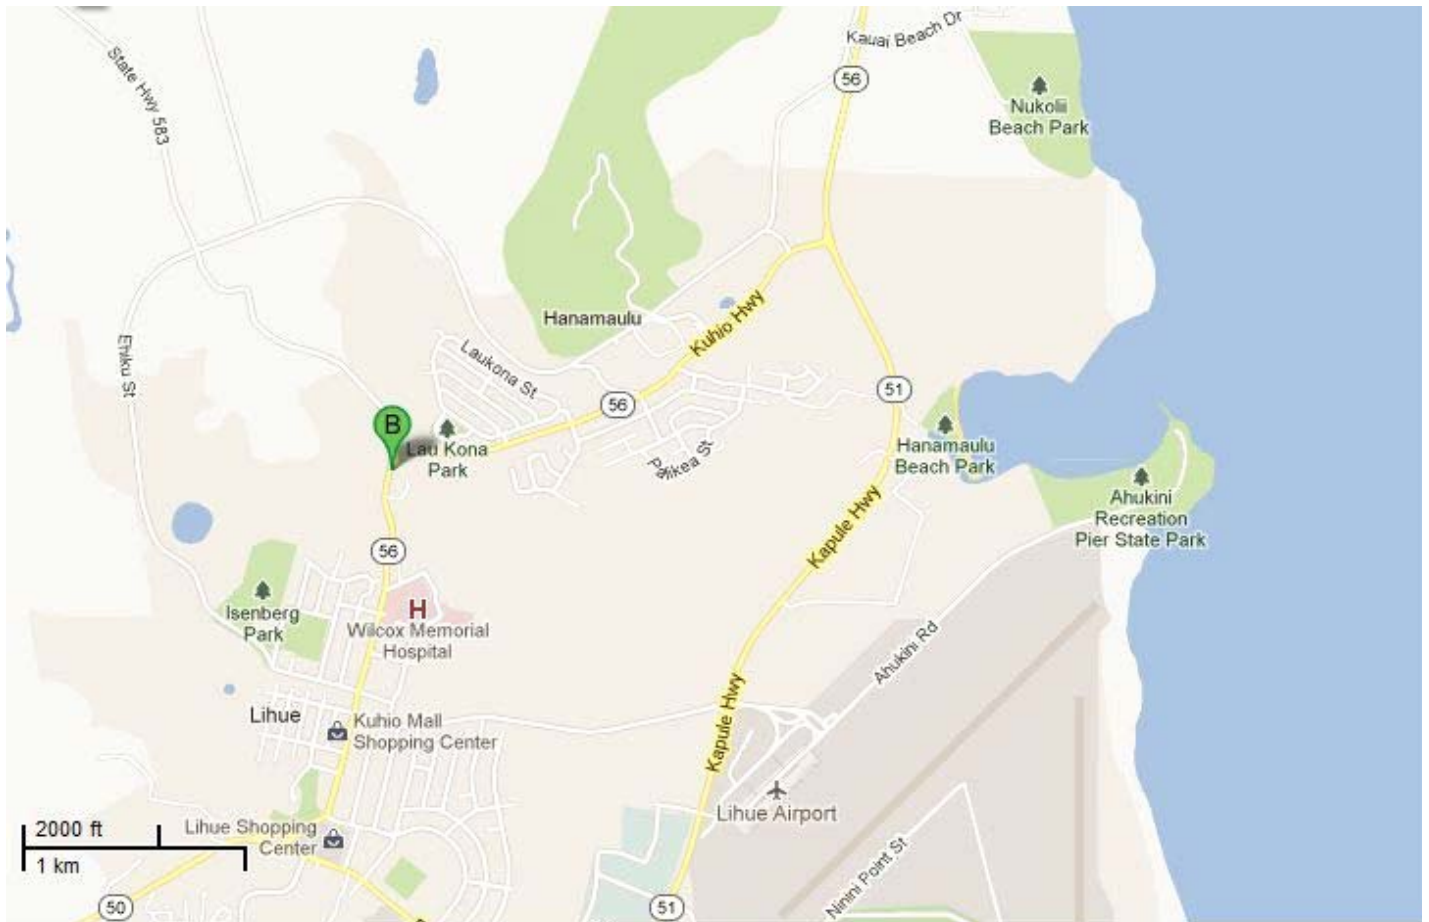 Kauai Beach Dr
State Hwy 583
56
Nukolii
Beach Park
Hanamaulu
Kuhio Hwy
Ehiku St
Laukona St
51
56
B
Lau Kona
Park
Hanamaulu
Beach Park
Palikea St
Ahukini
Recreation
Pier State Park
Kapule Hwy
56
Isenberg
Park
H
Wilcox Memorial
Hospital
Ahukini Rd
Lihue
Kuhio Mall
Shopping Center
Kapule Hwy
Lihue Airport
2000 ft
1 km
Lihue Shopping
Center
Ninini Point St
50
51